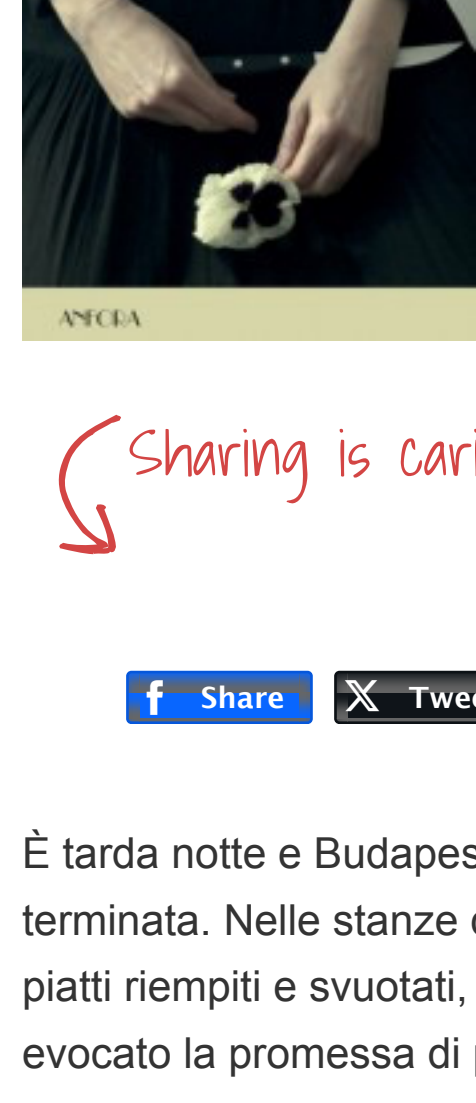 ANFORA
Sharing is cari
f Share
X Twee
È tarda notte e Budapes
terminata. Nelle stanze
piatti riempiti e svuotati,
evocato la promessa di